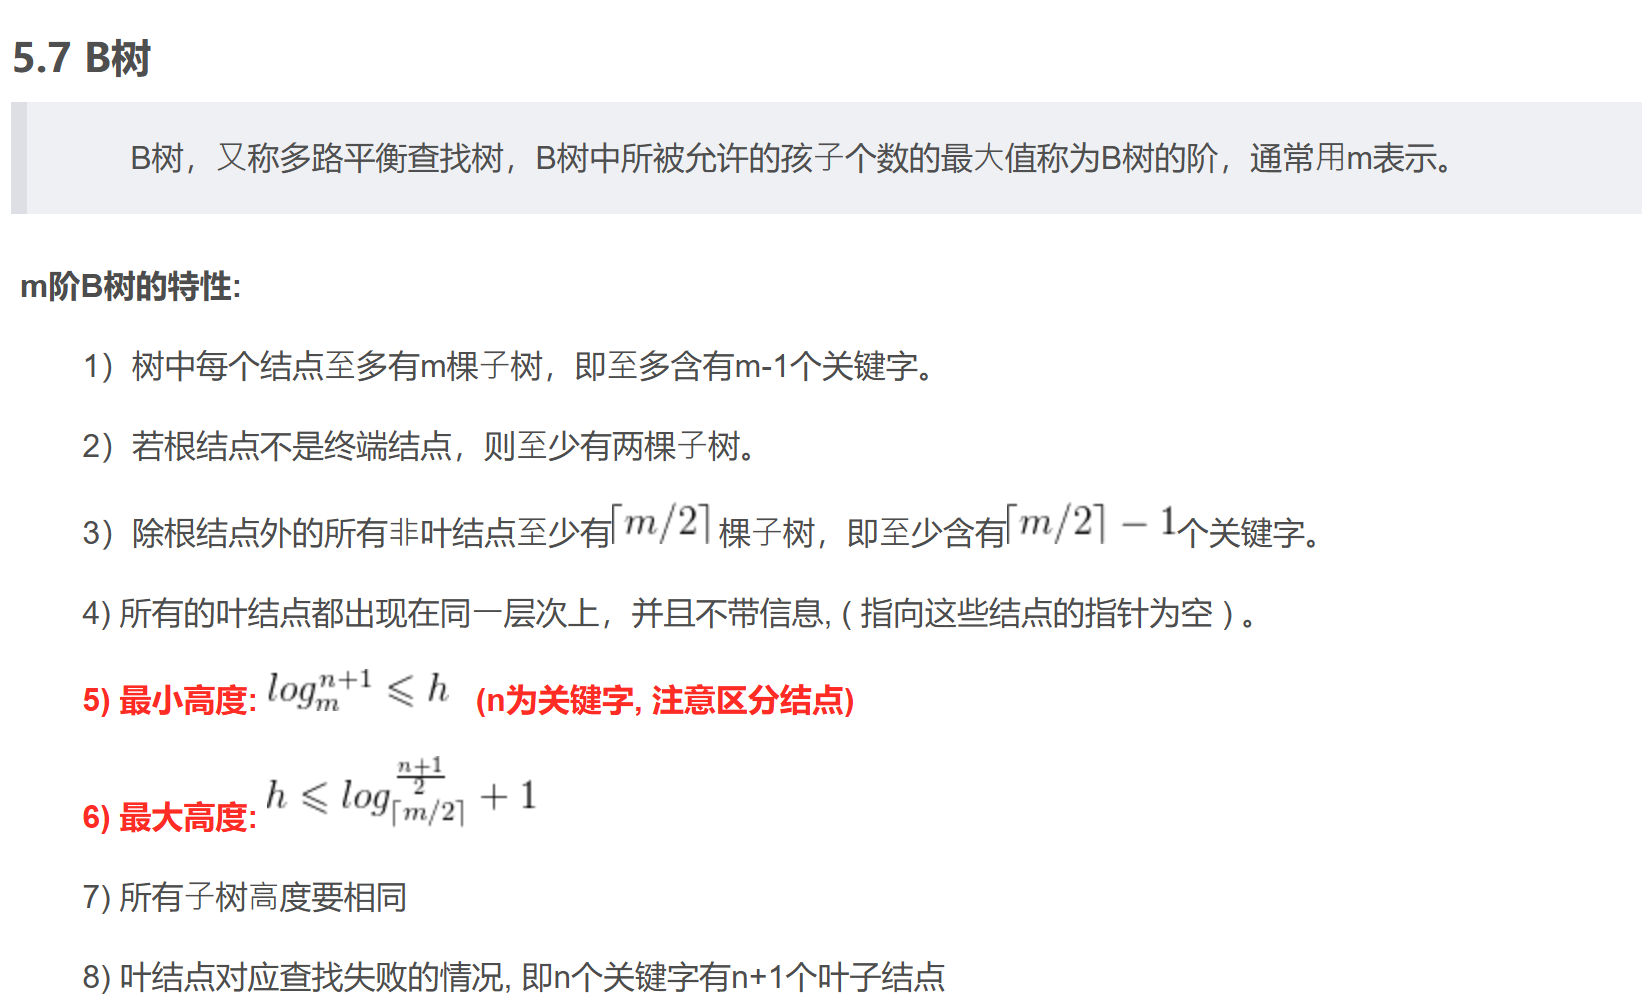 5.7 B树
B树，又称多路平衡查找树，B树中所被允许的孩子个数的最大值称为B树的阶，通常用m表示。
m阶B树的特性:
1）树中每个结点至多有m棵子树，即至多含有m-1个关键字。
2）若根结点不是终端结点，则至少有两棵子树。
3）除根结点外的所有非叶结点至少有⌈m/2⌉棵子树，即至少含有⌈m/2⌉ − 1个关键字。
4) 所有的叶结点都出现在同一层次上，并且不带信息, ( 指向这些结点的指针为空 ) 。
5) 最小高度: $log_m^{n+1} \leqslant h$ (n为关键字, 注意区分结点)
6) 最大高度: $h \leqslant log_{\lceil m/2 \rceil}^{\frac{n+1}{2}} + 1$
7) 所有子树高度要相同
8) 叶结点对应查找失败的情况, 即n个关键字有n+1个叶子结点